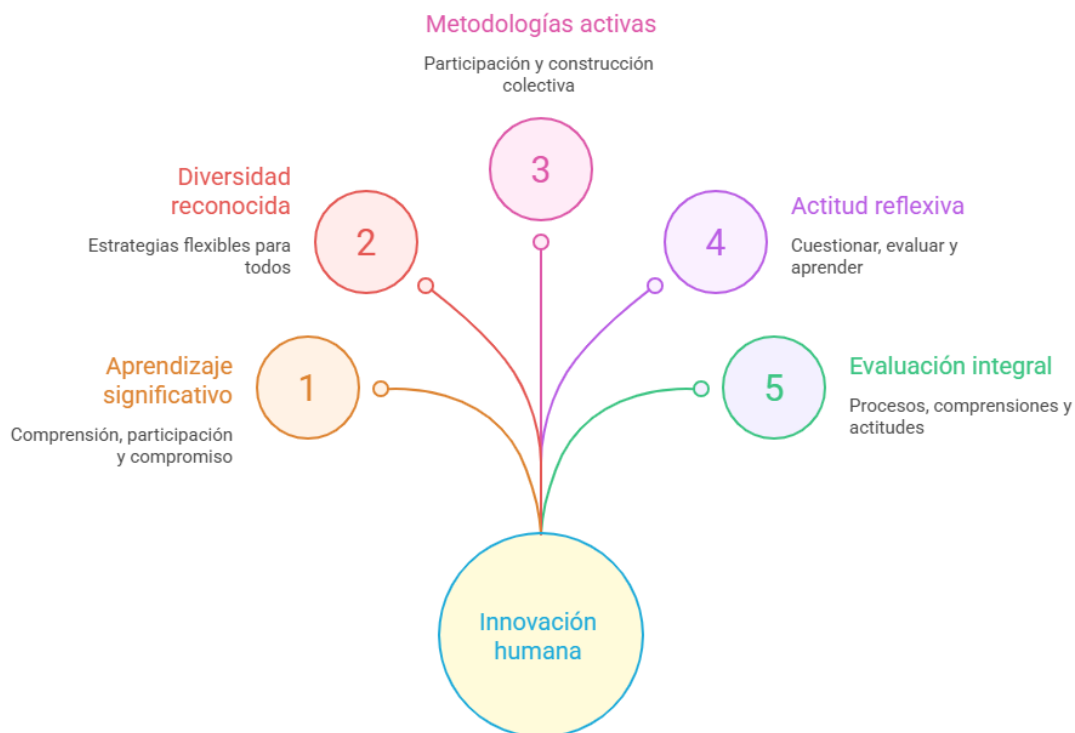 Metodologías activas
Participación y construcción
colectiva
3
Diversidad
reconocida
Estrategias flexibles para
todos
2
4
Actitud reflexiva
Cuestionar, evaluar y
aprender
Aprendizaje
significativo
Comprensión, participación
y compromiso
1
5
Evaluación integral
Procesos, comprensiones y
actitudes
Innovación
humana